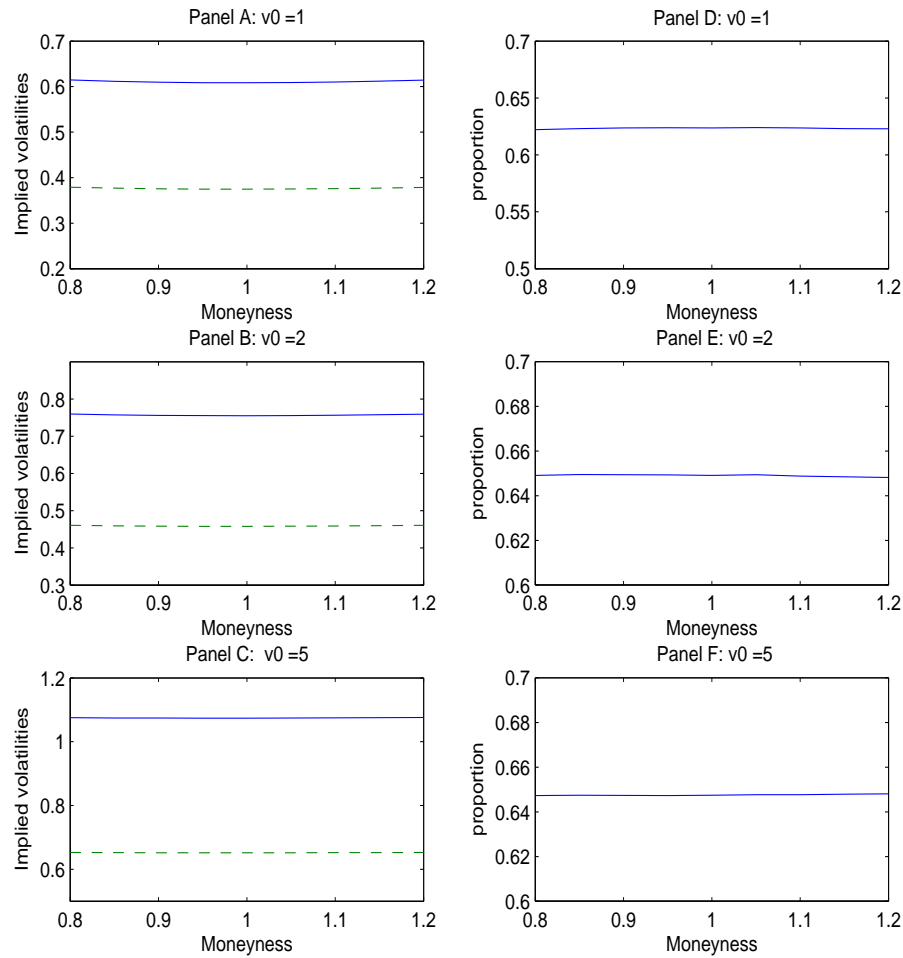 Panel A: v0 =1
0.7
0.6
0.5
0.4
0.3
0.2
Implied volatilities
0.8 0.9 1 1.1 1.2
Moneyness
Panel D: v0 =1
0.7
0.65
0.6
0.55
0.5
proportion
0.8 0.9 1 1.1 1.2
Moneyness
Panel B: v0 =2
0.8
0.7
0.6
0.5
0.4
0.3
Implied volatilities
0.8 0.9 1 1.1 1.2
Moneyness
Panel E: v0 =2
0.7
0.68
0.66
0.64
0.62
0.6
proportion
0.8 0.9 1 1.1 1.2
Moneyness
Panel C: v0 =5
1.2
1
0.8
0.6
Implied volatilities
0.8 0.9 1 1.1 1.2
Moneyness
Panel F: v0 =5
0.7
0.68
0.66
0.64
0.62
0.6
proportion
0.8 0.9 1 1.1 1.2
Moneyness